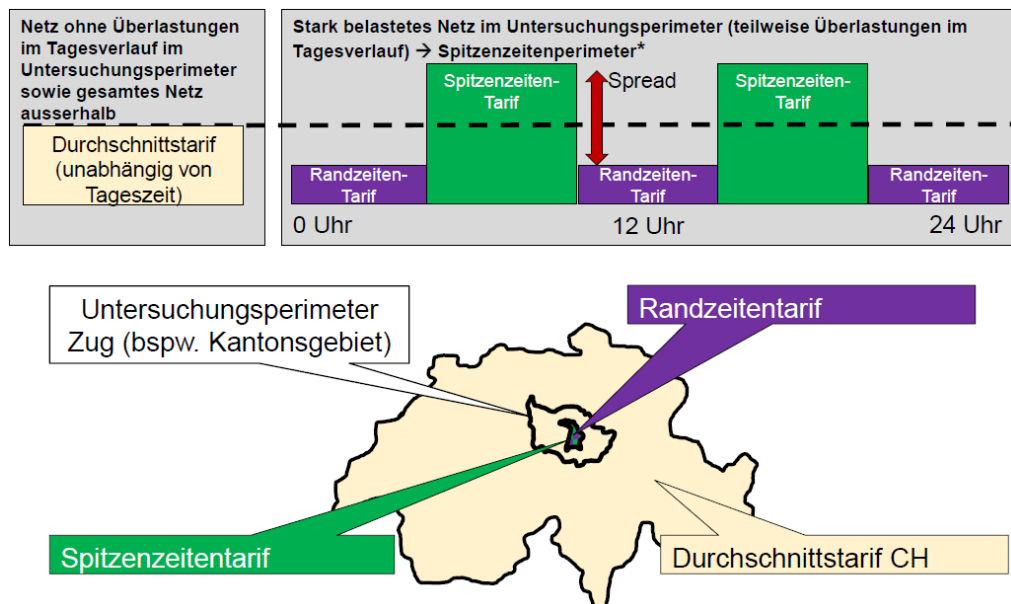 Netz ohne Überlastungen
im Tagesverlauf im
Untersuchungsperimeter
sowie gesamtes Netz
ausserhalb
Durchschnittstarif
(unabhängig von
Tageszeit)
Stark belastetes Netz im Untersuchungsperimeter (teilweise Überlastungen im
Tagesverlauf) → Spitzenzeitenperimeter*
Spitzenzeiten-
Tarif
Spread
Spitzenzeiten-
Tarif
Randzeiten-
Tarif
Randzeiten-
Tarif
Randzeiten-
Tarif
0 Uhr
12 Uhr
24 Uhr
Untersuchungsperimeter
Zug (bspw. Kantonsgebiet)
Randzeitentarif
Spitzenzeitentarif
Durchschnittstarif CH